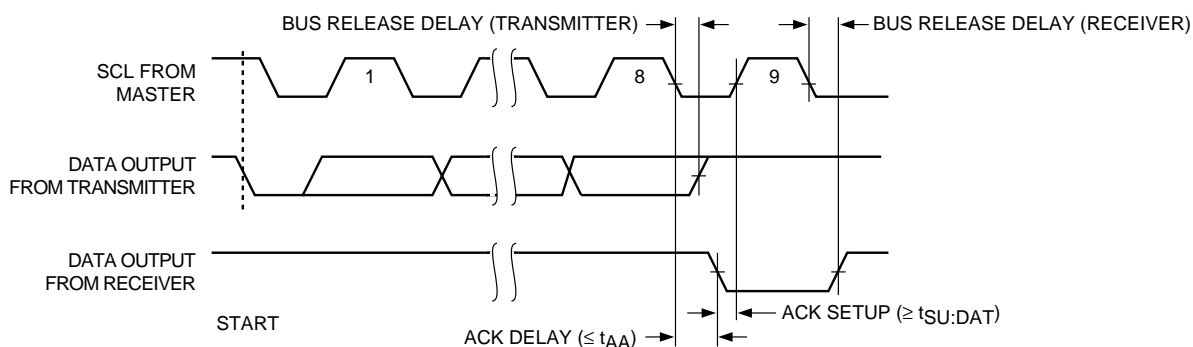 BUS RELEASE DELAY (TRANSMITTER)
BUS RELEASE DELAY (RECEIVER)
SCL FROM
MASTER
1
8
9
DATA OUTPUT
FROM TRANSMITTER
DATA OUTPUT
FROM RECEIVER
START
ACK SETUP (≥ tSU:DAT)
ACK DELAY (≤ tAA)